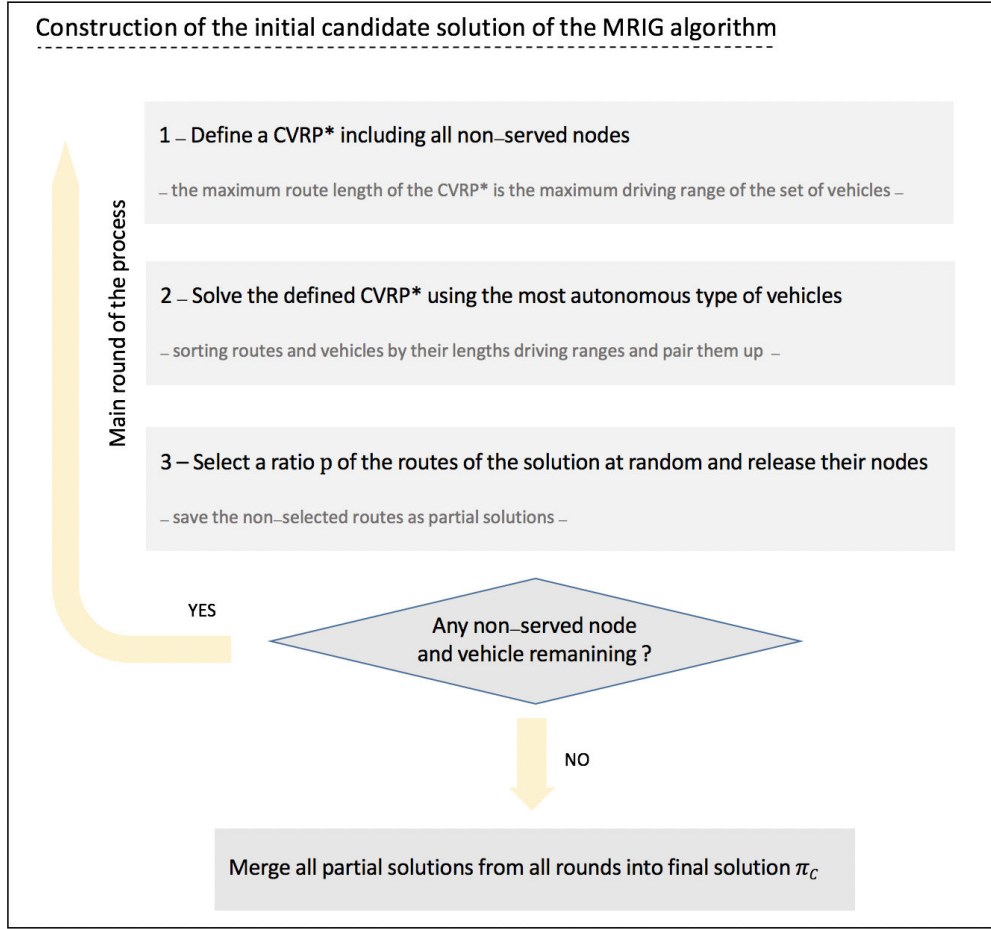 Construction of the initial candidate solution of the MRIG algorithm
Main round of the process
1 – Define a CVRP* including all non–served nodes
– the maximum route length of the CVRP* is the maximum driving range of the set of vehicles –
2 – Solve the defined CVRP* using the most autonomous type of vehicles
– sorting routes and vehicles by their lengths driving ranges and pair them up –
3 – Select a ratio p of the routes of the solution at random and release their nodes
– save the non–selected routes as partial solutions –
YES
Any non–served node
and vehicle remanining ?
NO
Merge all partial solutions from all rounds into final solution π_C